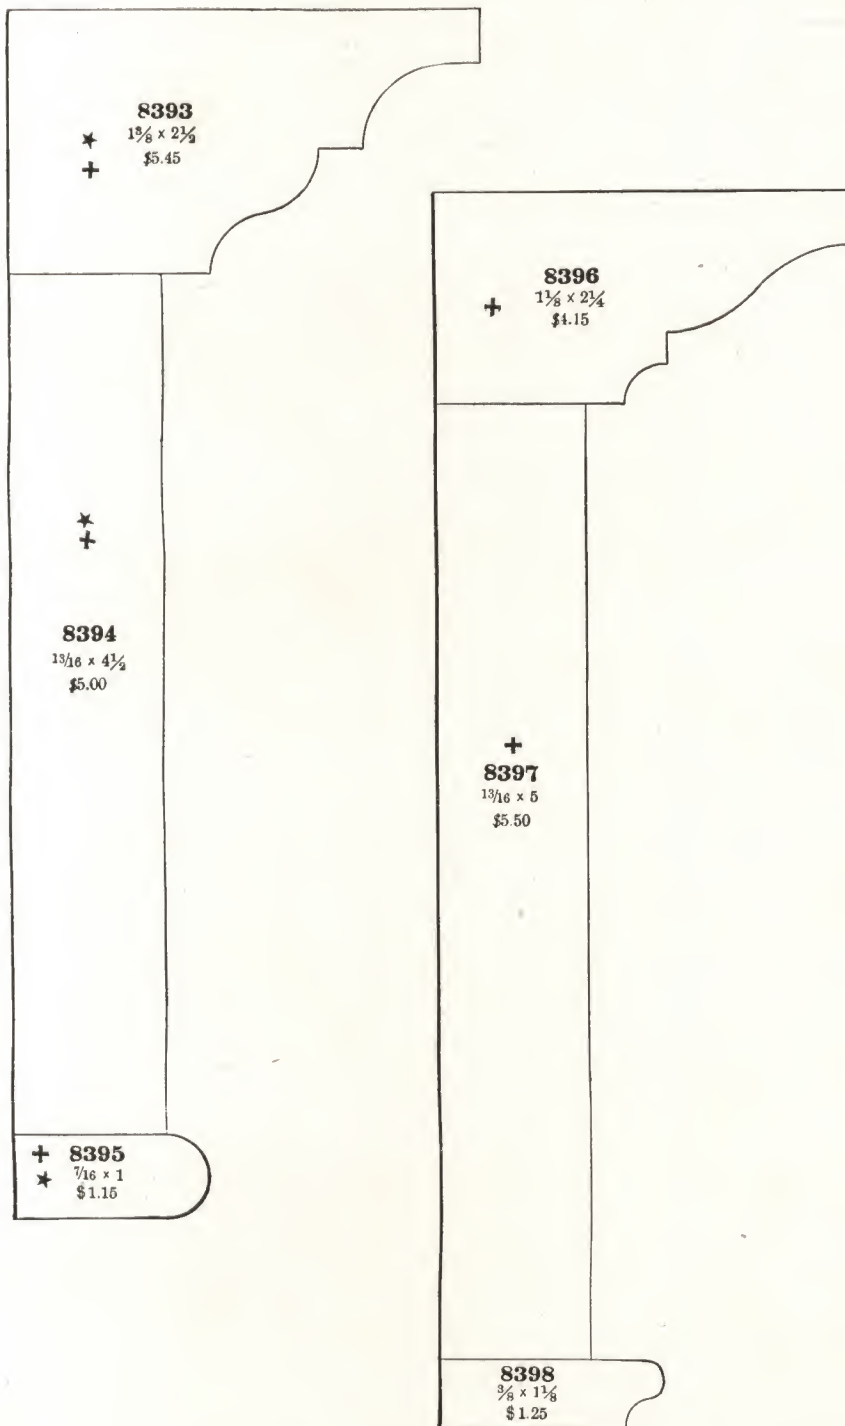 8393
1⅜ x 2½
$5.45
8394
13/16 x 4½
$5.00
8395
7/16 x 1
$1.15
8396
1⅛ x 2¼
$4.15
8397
13/16 x 5
$5.50
8398
⅜ x 1⅛
$1.25